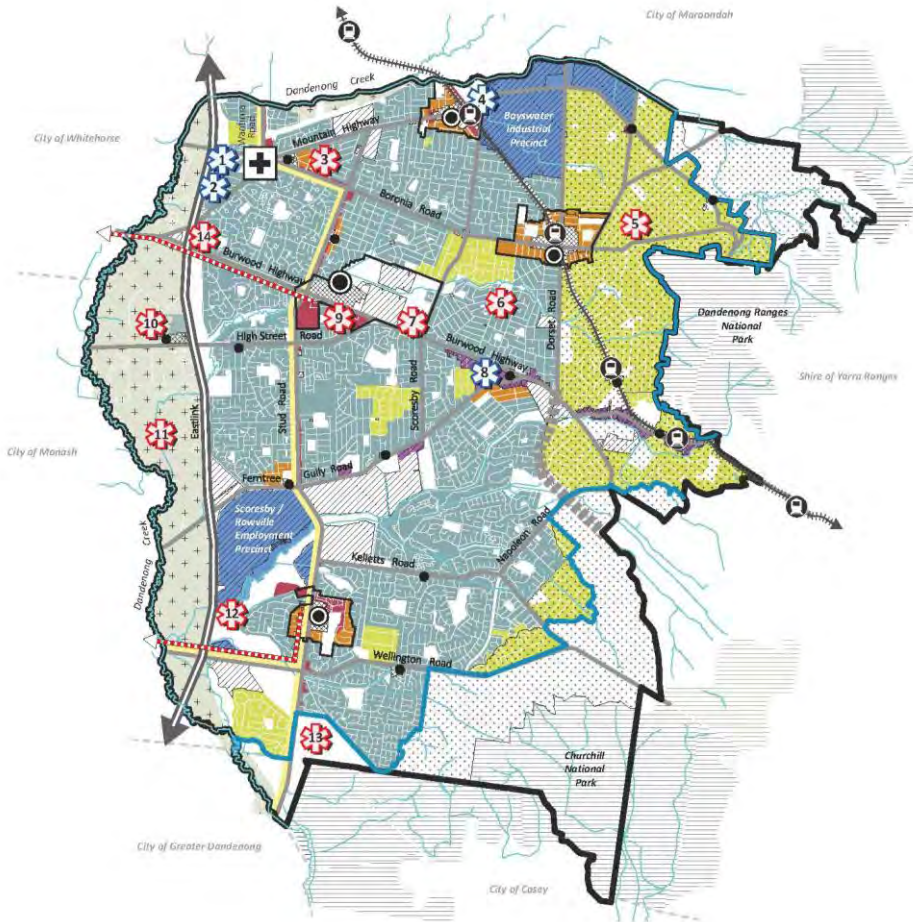 City of Maroondah
Dandenong Creek
City of Whitehorse
Wantirna
Road
Mountain Highway
4
Bayswater
Industrial
Precinct
1
2
3
Boronia Road
5
14
Burwood Highway
6
9
7
10
High Street Road
Dorset Road
Dandenong Ranges
National
Park
Burwood Highway
8
Shire of Yarra Ranges
Eastlink
Stud Road
Scoresby Road
11
City of Monash
Ferntree Gully Road
Scoresby /
Rowville
Employment
Precinct
Dandenong Creek
Napoleon Road
Kelletts Road
12
Wellington Road
13
Churchill
National
Park
City of Greater Dandenong
City of Casey